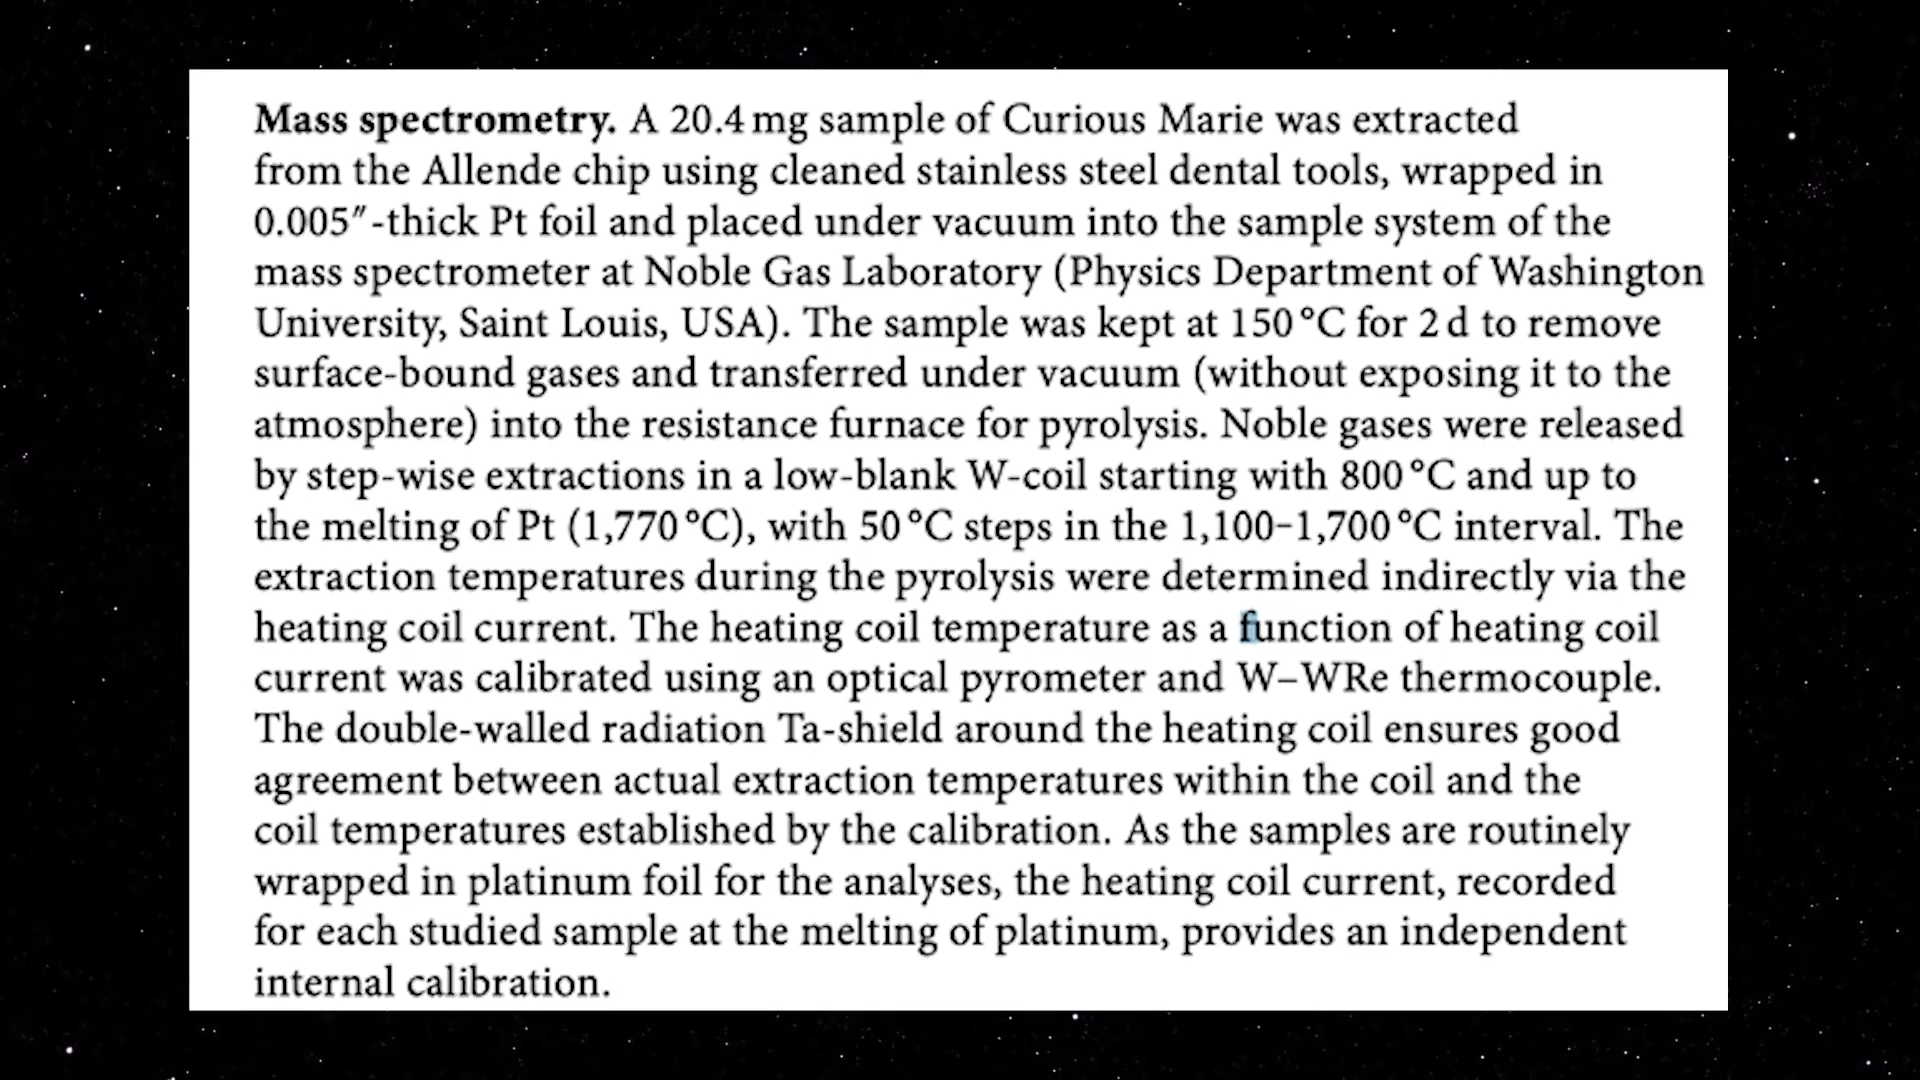 Mass spectrometry. A 20.4 mg sample of Curious Marie was extracted
from the Allende chip using cleaned stainless steel dental tools, wrapped in
0.005″-thick Pt foil and placed under vacuum into the sample system of the
mass spectrometer at Noble Gas Laboratory (Physics Department of Washington
University, Saint Louis, USA). The sample was kept at 150 °C for 2 d to remove
surface-bound gases and transferred under vacuum (without exposing it to the
atmosphere) into the resistance furnace for pyrolysis. Noble gases were released
by step-wise extractions in a low-blank W-coil starting with 800 °C and up to
the melting of Pt (1,770 °C), with 50 °C steps in the 1,100–1,700 °C interval. The
extraction temperatures during the pyrolysis were determined indirectly via the
heating coil current. The heating coil temperature as a function of heating coil
current was calibrated using an optical pyrometer and W–WRe thermocouple.
The double-walled radiation Ta-shield around the heating coil ensures good
agreement between actual extraction temperatures within the coil and the
coil temperatures established by the calibration. As the samples are routinely
wrapped in platinum foil for the analyses, the heating coil current, recorded
for each studied sample at the melting of platinum, provides an independent
internal calibration.